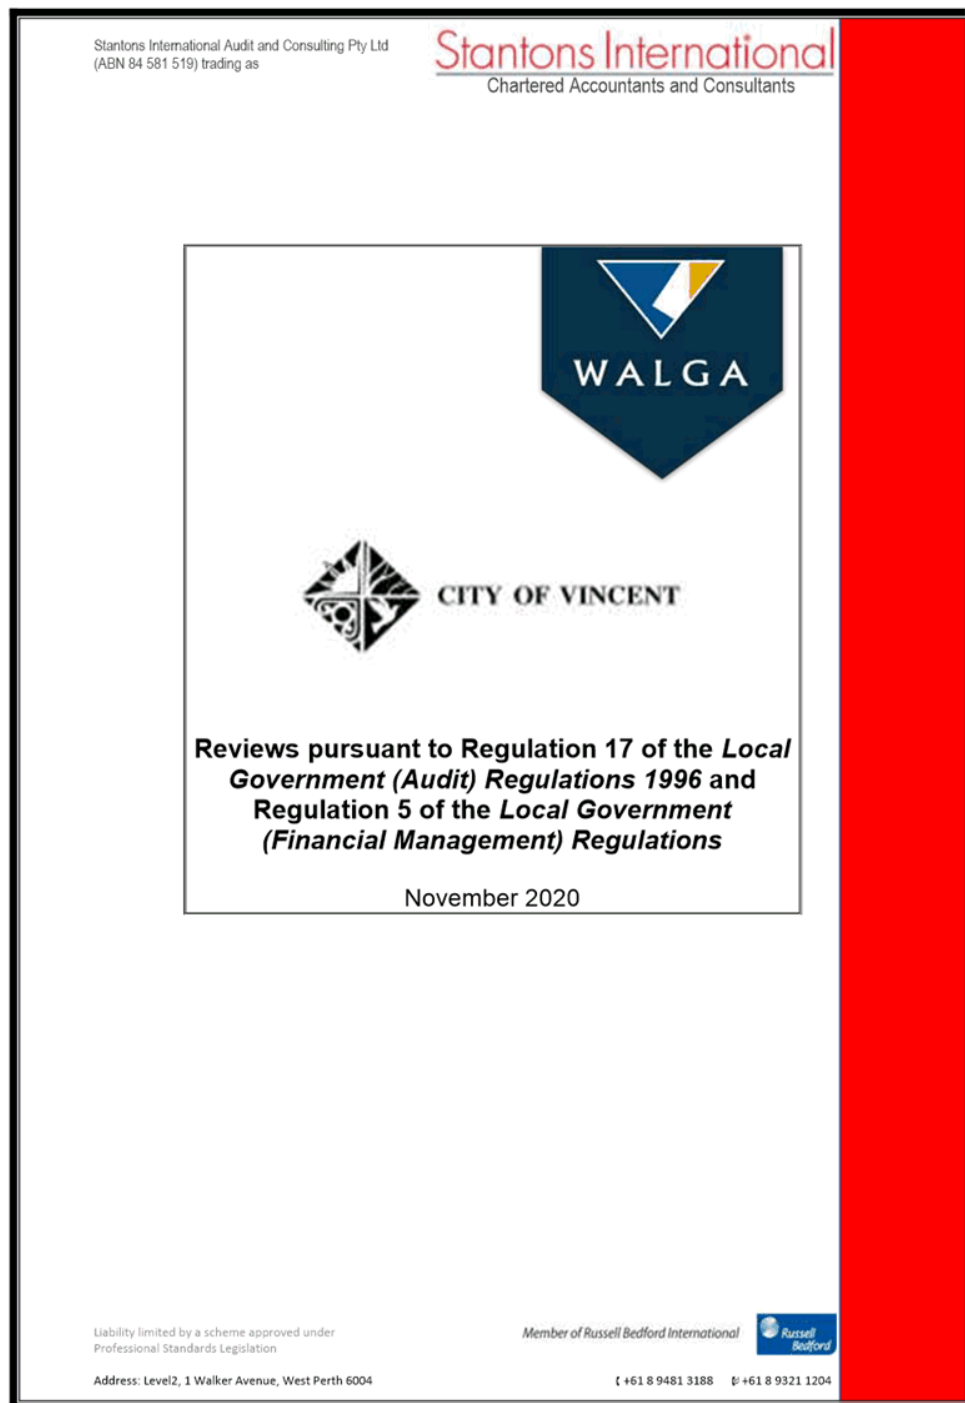 Stantons International Audit and Consulting Pty Ltd
(ABN 84 581 519) trading as
Stantons International
Chartered Accountants and Consultants
WALGA
CITY OF VINCENT
Reviews pursuant to Regulation 17 of the Local
Government (Audit) Regulations 1996 and
Regulation 5 of the Local Government
(Financial Management) Regulations
November 2020
Liability limited by a scheme approved under
Professional Standards Legislation
Member of Russell Bedford International
Russell
Bedford
Address: Level2, 1 Walker Avenue, West Perth 6004
+61 8 9481 3188
+61 8 9321 1204